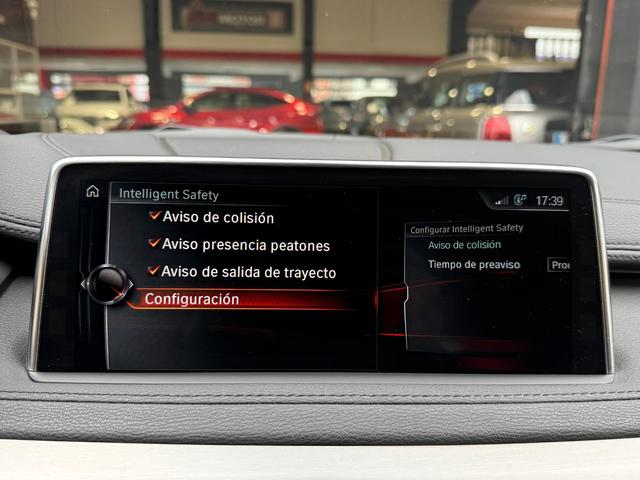 MOTOR
Intelligent Safety
17:39
Aviso de colisión
Aviso presencia peatones
Aviso de salida de trayecto
Configuración
Configurar Intelligent Safety
Aviso de colisión
Tiempo de preaviso